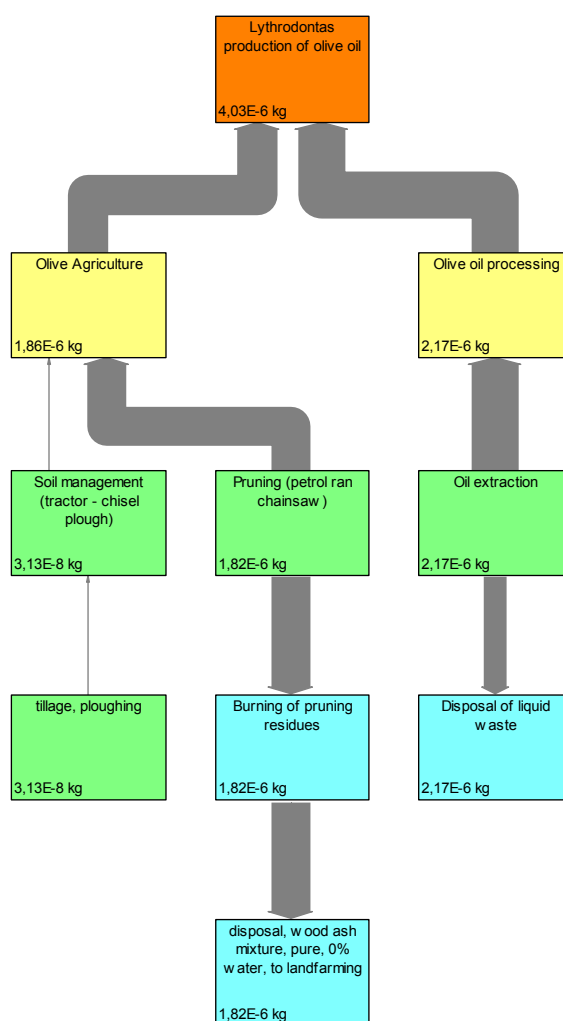 Lythrodontas
production of olive oil
4,03E-6 kg
Olive Agriculture
1,86E-6 kg
Olive oil processing
2,17E-6 kg
Soil management
(tractor - chisel
plough)
3,13E-8 kg
Pruning (petrol ran
chainsaw)
1,82E-6 kg
Oil extraction
2,17E-6 kg
tillage, ploughing
3,13E-8 kg
Burning of pruning
residues
1,82E-6 kg
Disposal of liquid
waste
2,17E-6 kg
disposal, wood ash
mixture, pure, 0%
water, to landfarming
1,82E-6 kg